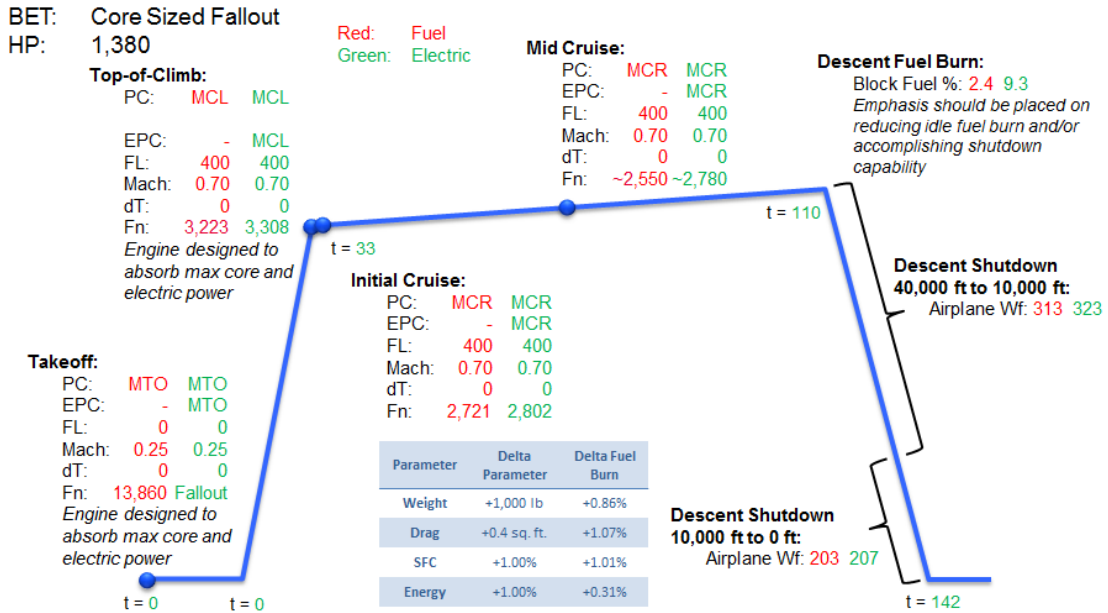 BET: Core Sized Fallout
HP: 1,380
Red: Fuel
Green: Electric
Top-of-Climb:
PC: MCL MCL
EPC: - MCL
FL: 400 400
Mach: 0.70 0.70
dT: 0 0
Fn: 3,223 3,308
Engine designed to
absorb max core and
electric power
Mid Cruise:
PC: MCR MCR
EPC: - MCR
FL: 400 400
Mach: 0.70 0.70
dT: 0 0
Fn: ~2,550 ~2,780
Descent Fuel Burn:
Block Fuel %: 2.4 9.3
Emphasis should be placed on
reducing idle fuel burn and/or
accomplishing shutdown
capability
t = 33
t = 110
Initial Cruise:
PC: MCR MCR
EPC: - MCR
FL: 400 400
Mach: 0.70 0.70
dT: 0 0
Fn: 2,721 2,802
Descent Shutdown
40,000 ft to 10,000 ft:
Airplane Wf: 313 323
Takeoff:
PC: MTO MTO
EPC: - MTO
FL: 0 0
Mach: 0.25 0.25
dT: 0 0
Fn: 13,860 Fallout
Engine designed to
absorb max core and
electric power
Parameter Delta Parameter Delta Fuel Burn
Weight +1,000 lb +0.86%
Drag +0.4 sq. ft. +1.07%
SFC +1.00% +1.01%
Energy +1.00% +0.31%
Descent Shutdown
10,000 ft to 0 ft:
Airplane Wf: 203 207
t = 0
t = 0
t = 142